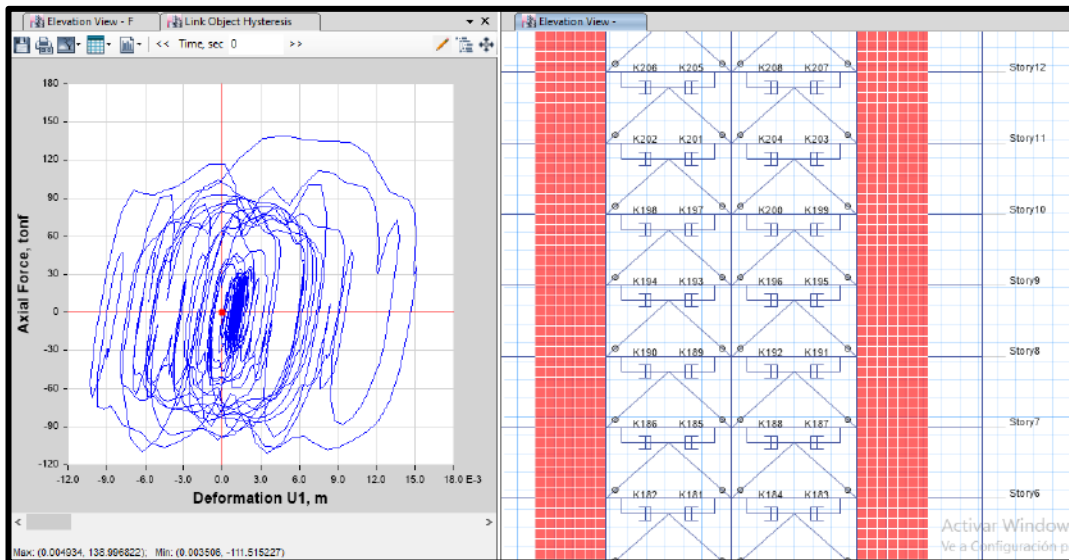 Elevation View - F
Link Object Hysteresis
<< Time, sec 0 >>
180
150
120
90
60
30
0
-30
-60
-90
-120
Axial Force, tonf
-12.0 -9.0 -6.0 -3.0 0.0 3.0 6.0 9.0 12.0 15.0 18.0 E-3
Deformation U1, m
Max: (0.004934, 138.996822); Min: (0.003506, -111.515227)
Elevation View -
K206 K205 K208 K207 Story12
K202 K201 K204 K203 Story11
K198 K197 K200 K199 Story10
K194 K193 K196 K195 Story9
K190 K189 K192 K191 Story8
K186 K185 K188 K187 Story7
K182 K181 K184 K183 Story6
Activar Window
Ve a Configuración p